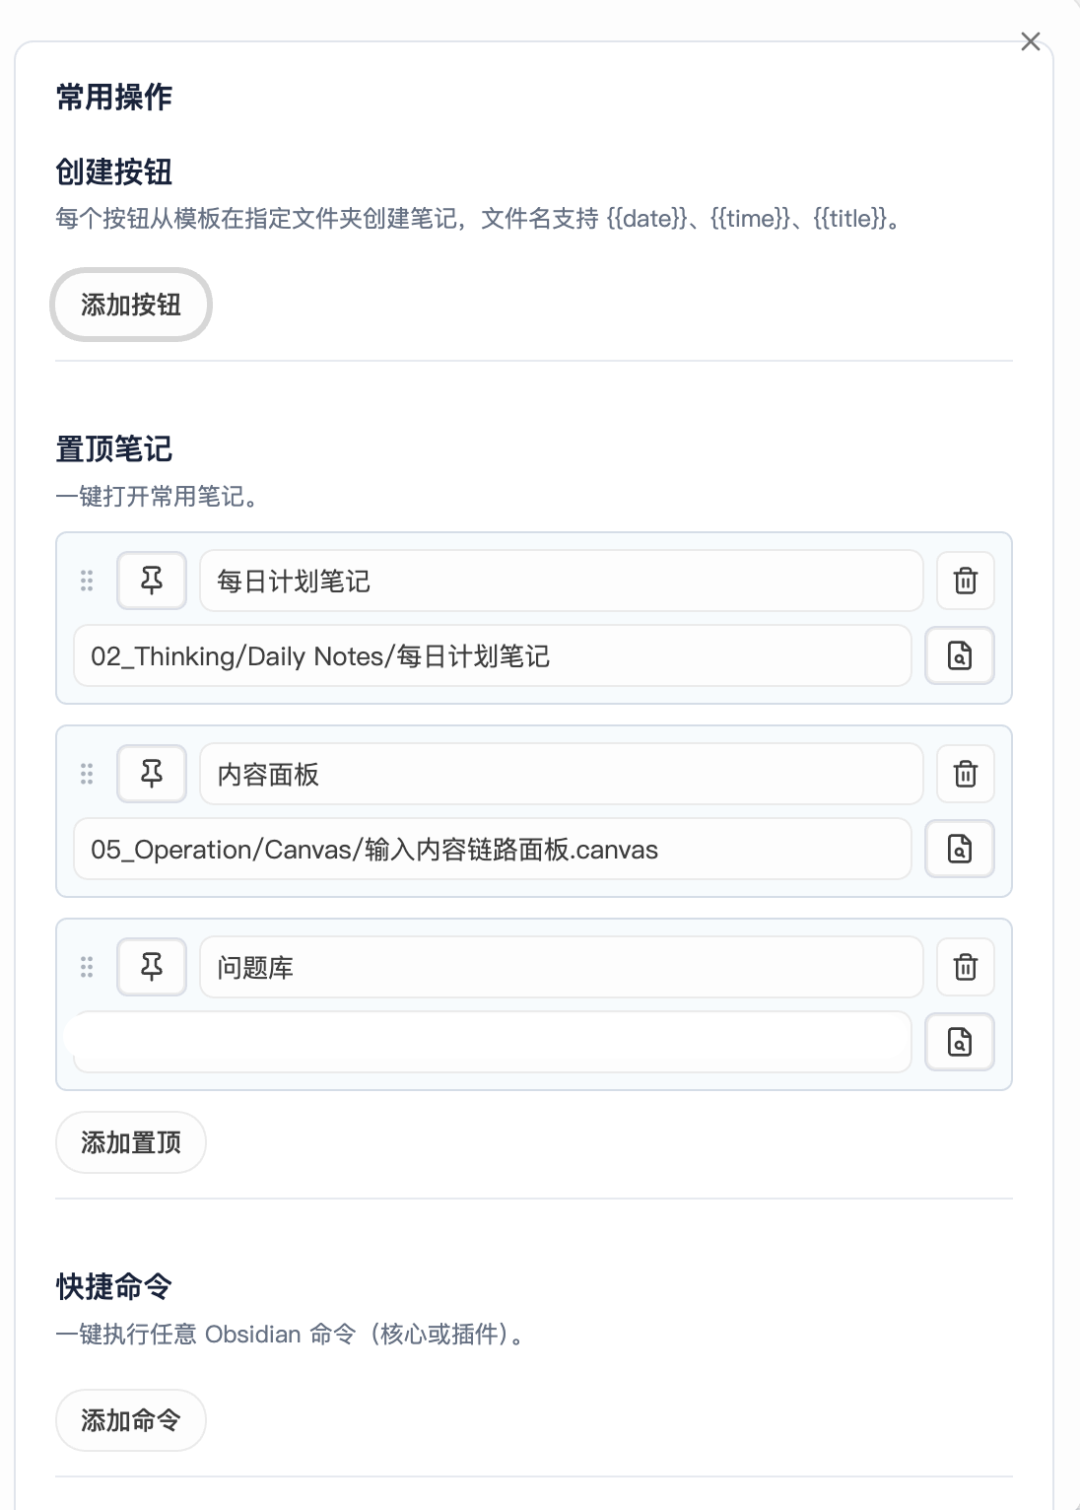 常用操作
创建按钮
每个按钮从模板在指定文件夹创建笔记，文件名支持 {{date}}、{{time}}、{{title}}。
添加按钮
置顶笔记
一键打开常用笔记。
每日计划笔记
02_Thinking/Daily Notes/每日计划笔记
内容面板
05_Operation/Canvas/输入内容链路面板.canvas
问题库
添加置顶
快捷命令
一键执行任意 Obsidian 命令（核心或插件）。
添加命令